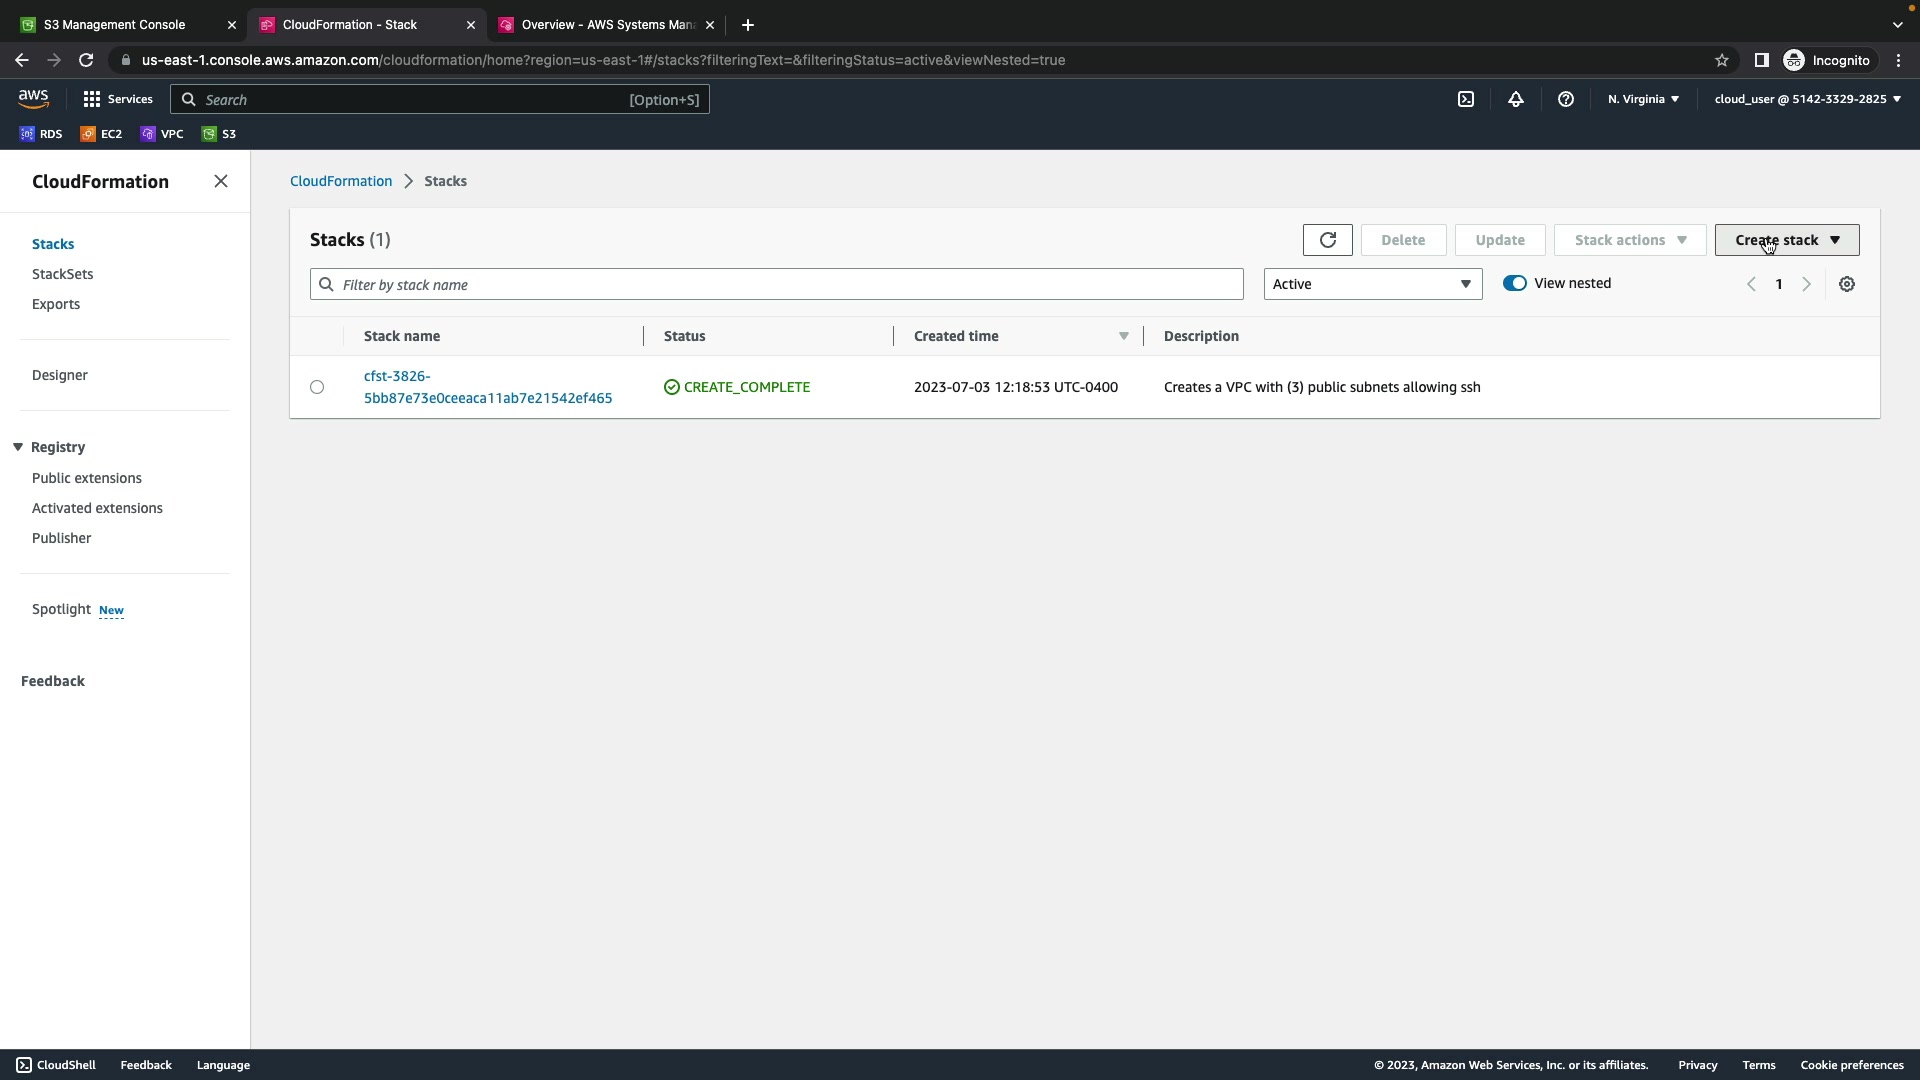 S3 Management Console
CloudFormation - Stack
Overview - AWS Systems Mana
us-east-1.console.aws.amazon.com/cloudformation/home?region=us-east-1#/stacks?filteringText=&filteringStatus=active&viewNested=true
Incognito
aws
Services
Search
[Option+S]
N. Virginia
cloud_user @ 5142-3329-2825
RDS
EC2
VPC
S3
CloudFormation
Stacks
StackSets
Exports
Designer
Registry
Public extensions
Activated extensions
Publisher
Spotlight New
Feedback
CloudFormation > Stacks
Stacks (1)
Delete
Update
Stack actions
Create stack
Filter by stack name
Active
View nested
1
Stack name
Status
Created time
Description
cfst-3826-
5bb87e73e0ceeaca11ab7e21542ef465
CREATE_COMPLETE
2023-07-03 12:18:53 UTC-0400
Creates a VPC with (3) public subnets allowing ssh
CloudShell
Feedback
Language
© 2023, Amazon Web Services, Inc. or its affiliates.
Privacy
Terms
Cookie preferences